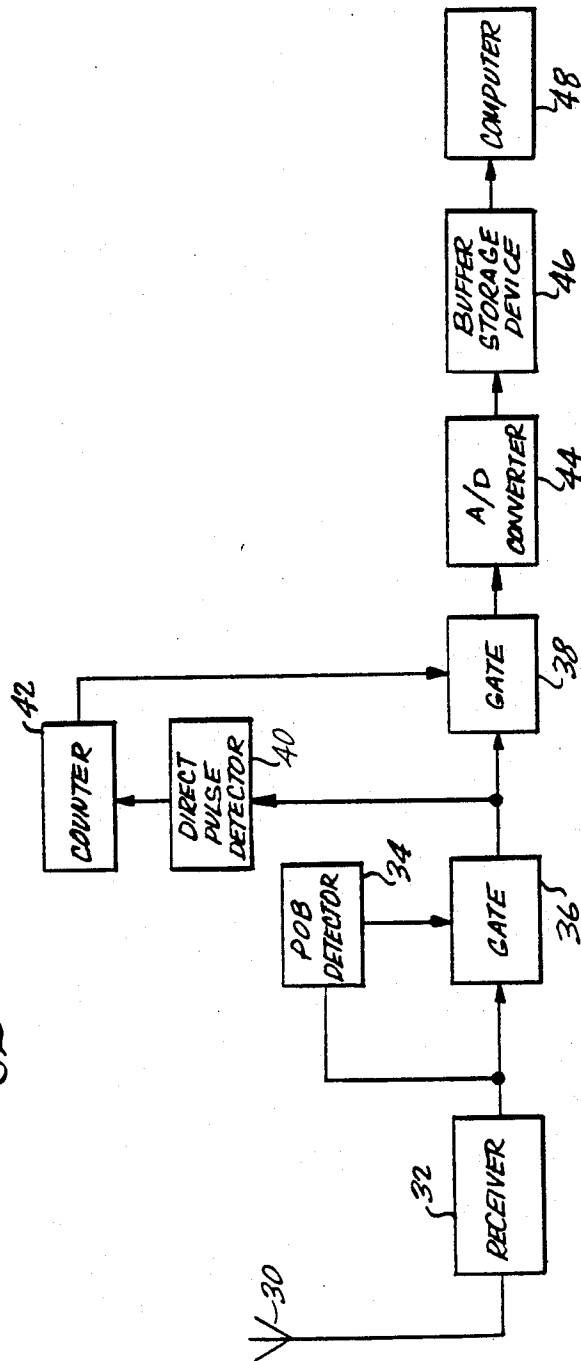 30
32
RECEIVER
POB
DETECTOR
34
GATE
36
DIRECT
PULSE
DETECTOR
40
COUNTER
42
GATE
38
A/D
CONVERTER
44
BUFFER
STORAGE
DEVICE
46
COMPUTER
48